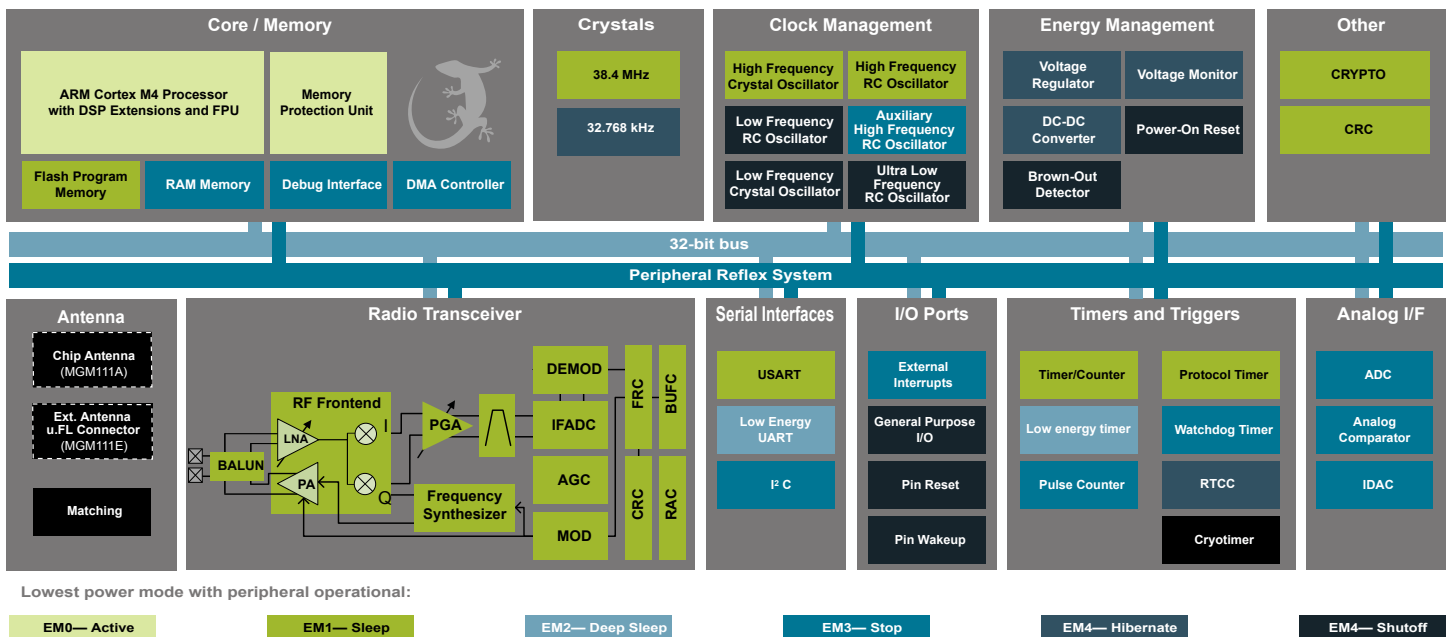 Core / Memory
ARM Cortex M4 Processor
with DSP Extensions and FPU
Memory
Protection Unit
Flash Program
Memory
RAM Memory
Debug Interface
DMA Controller
Crystals
38.4 MHz
32.768 kHz
Clock Management
High Frequency
Crystal Oscillator
High Frequency
RC Oscillator
Low Frequency
RC Oscillator
Auxiliary
High Frequency
RC Oscillator
Low Frequency
Crystal Oscillator
Ultra Low
Frequency
RC Oscillator
Energy Management
Voltage
Regulator
Voltage Monitor
DC-DC
Converter
Power-On Reset
Brown-Out
Detector
Other
CRYPTO
CRC
32-bit bus
Peripheral Reflex System
Antenna
Chip Antenna
(MGM111A)
Ext. Antenna
u.FL Connector
(MGM111E)
Matching
Radio Transceiver
RF Frontend
LNA
I
BALUN
PA
Q
PGA
Frequency
Synthesizer
DEMOD
IFADC
AGC
MOD
FRC
BUFC
CRC
RAC
Serial Interfaces
USART
Low Energy
UART
I² C
I/O Ports
External
Interrupts
General Purpose
I/O
Pin Reset
Pin Wakeup
Timers and Triggers
Timer/Counter
Protocol Timer
Low energy timer
Watchdog Timer
Pulse Counter
RTCC
Cryotimer
Analog I/F
ADC
Analog
Comparator
IDAC
Lowest power mode with peripheral operational:
EM0— Active
EM1— Sleep
EM2— Deep Sleep
EM3— Stop
EM4— Hibernate
EM4— Shutoff